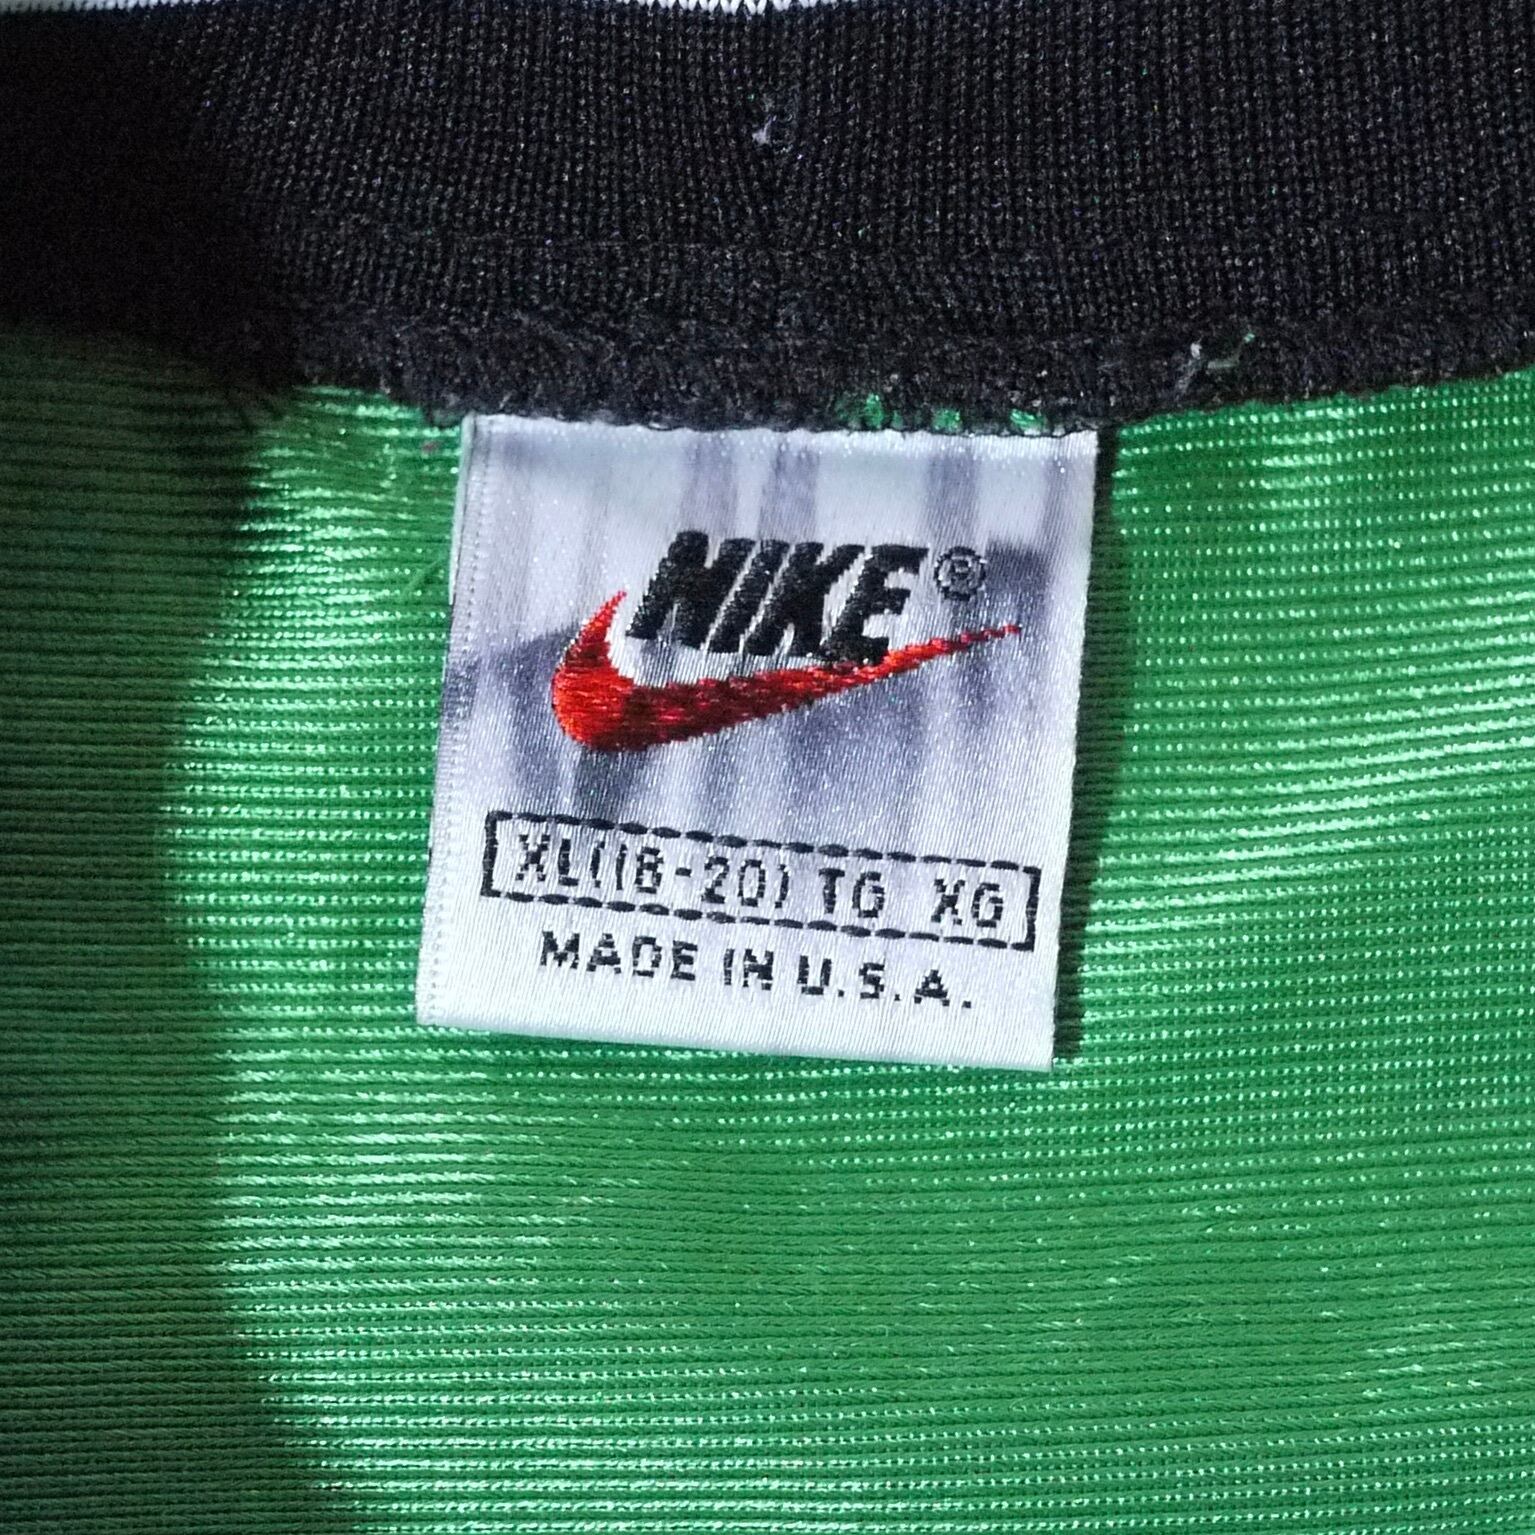 NIKE®
XL(18-20) TG XG
MADE IN U.S.A.